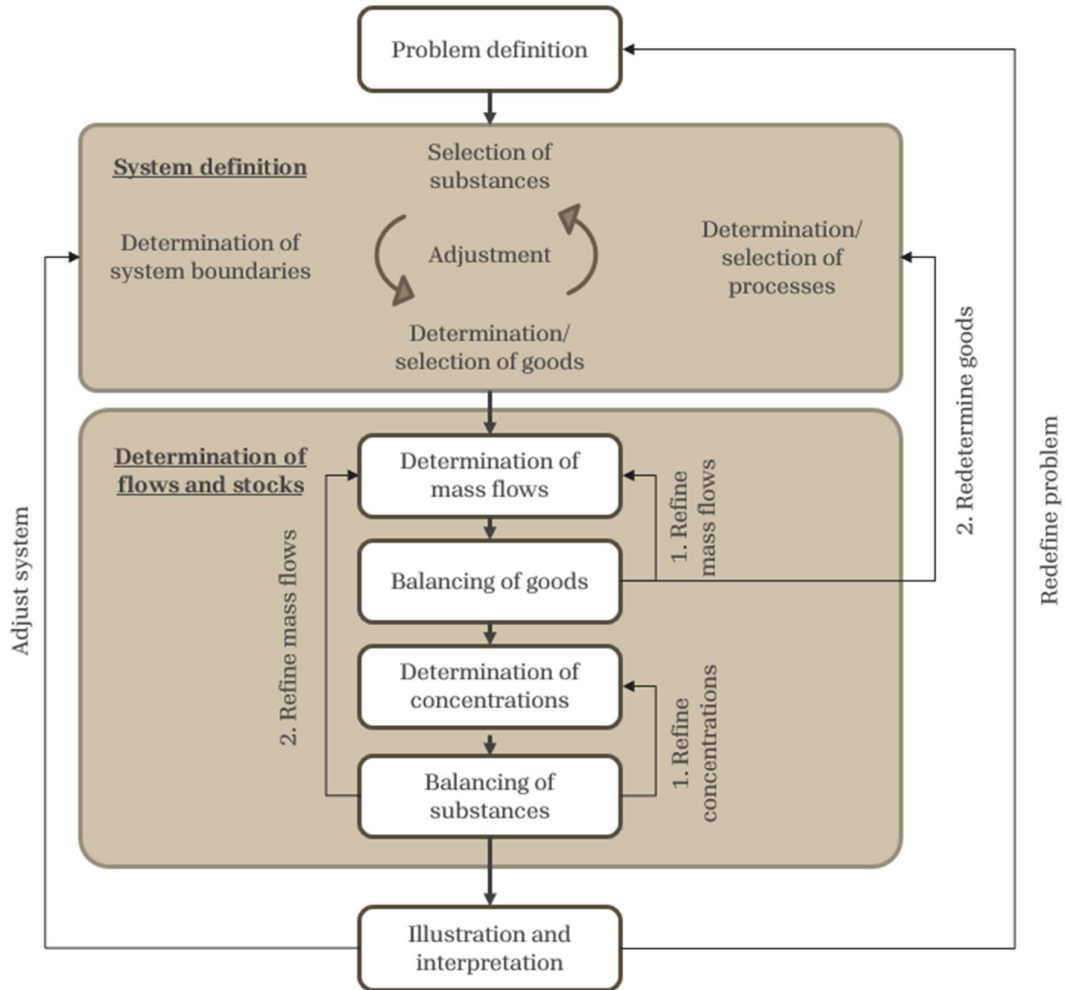 Problem definition
System definition
Selection of
substances
Determination of
system boundaries
Adjustment
Determination/
selection of
processes
Determination/
selection of goods
Determination of
flows and stocks
Determination of
mass flows
1. Refine
mass flows
Balancing of goods
2. Refine mass flows
Determination of
concentrations
1. Refine
concentrations
Balancing of
substances
Illustration and
interpretation
Adjust system
2. Redetermine goods
Redefine problem